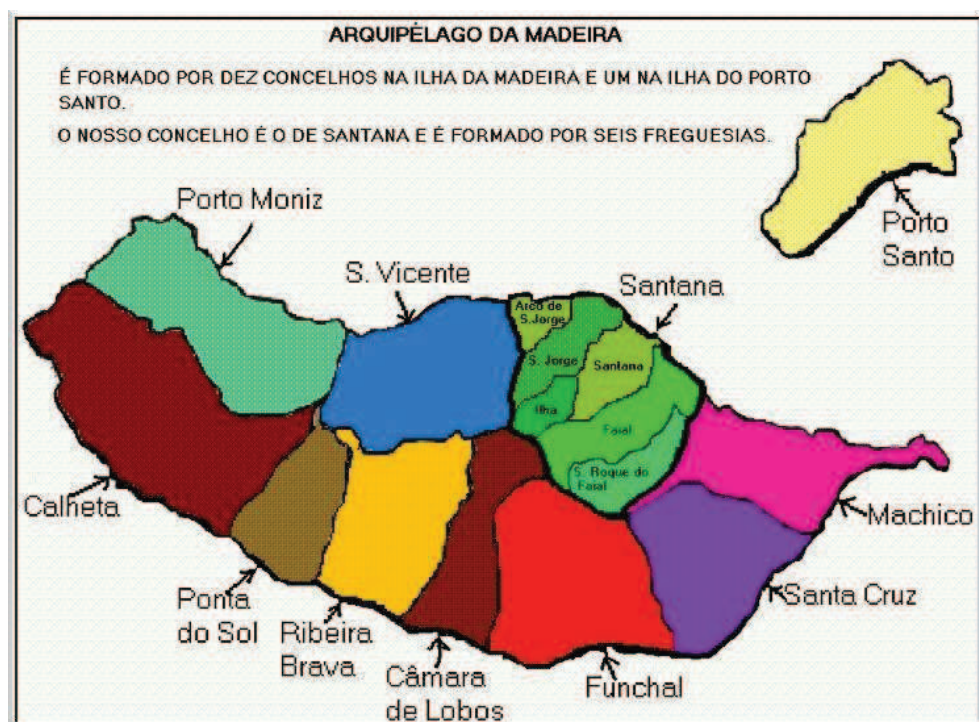 ARQUIPÉLAGO DA MADEIRA
É FORMADO POR DEZ CONCELHOS NA ILHA DA MADEIRA E UM NA ILHA DO PORTO
SANTO.
O NOSSO CONCELHO É O DE SANTANA E É FORMADO POR SEIS FREGUESIAS.
Porto Moniz
S. Vicente
Santana
Porto
Santo
Arco de
S.Jorge
S. Jorge
Santana
Ilha
Faial
S. Roque do
Faial
Calheta
Machico
Ponta
do Sol
Ribeira
Brava
Câmara
de Lobos
Funchal
Santa Cruz